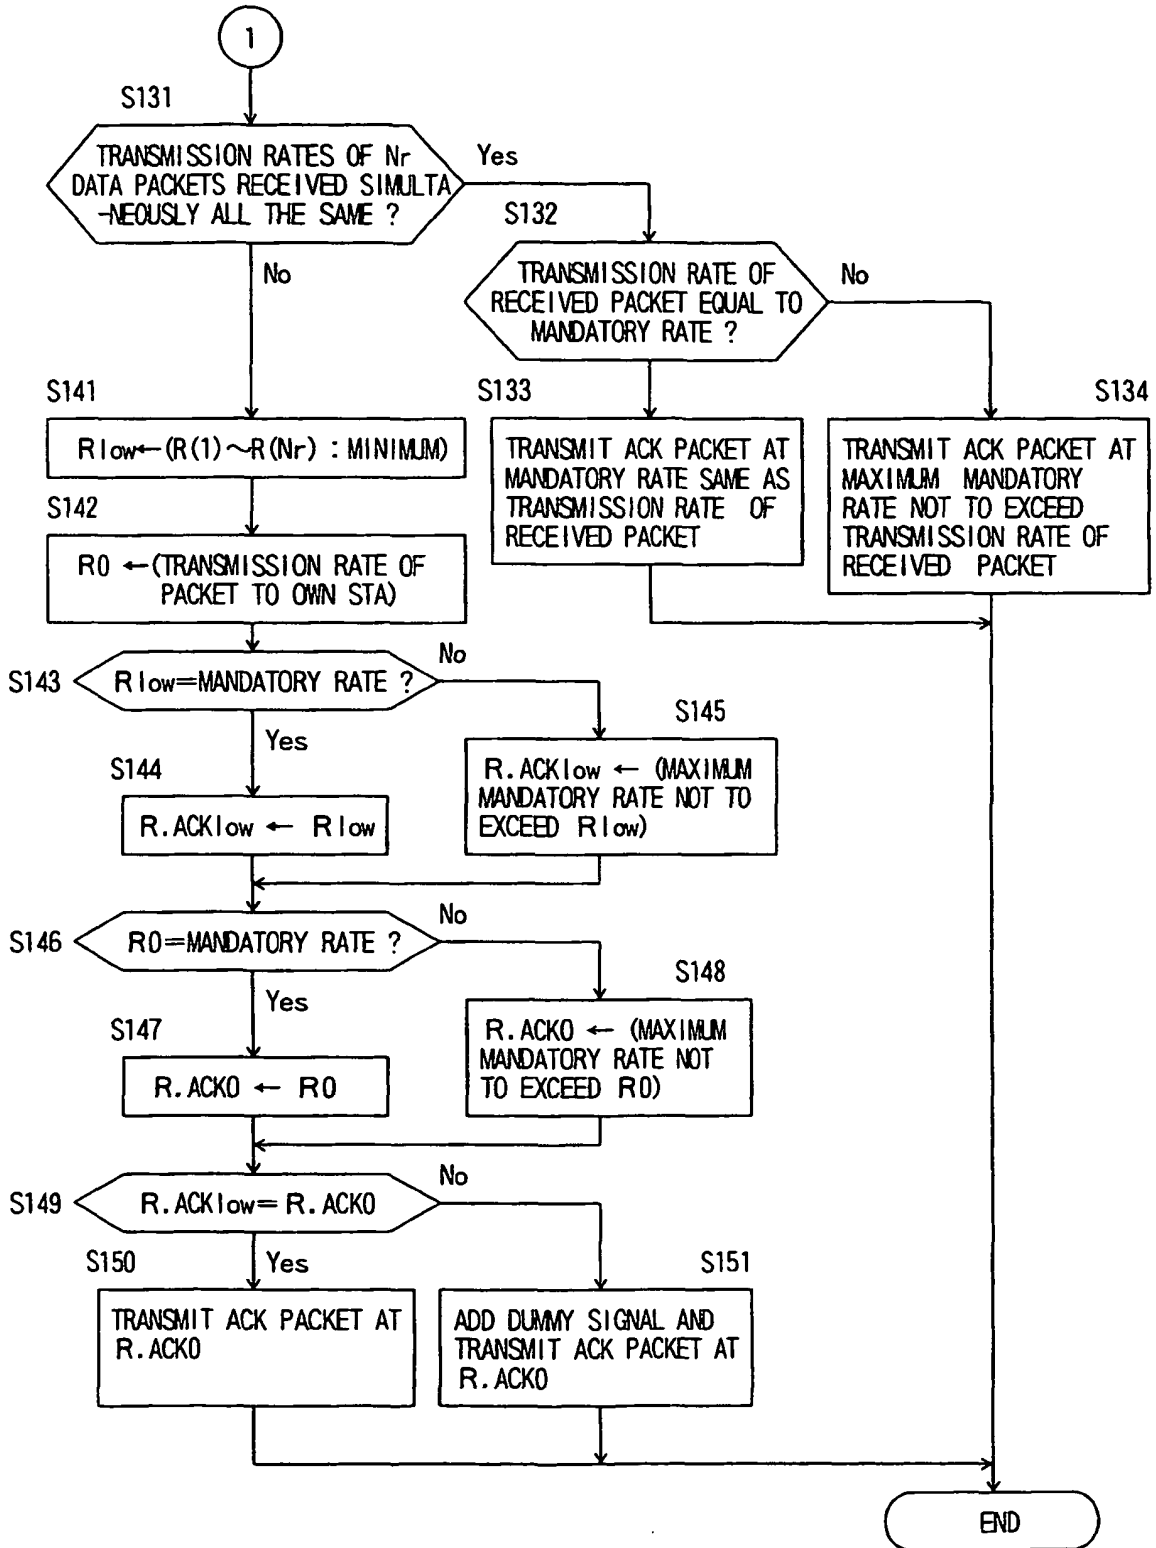 1
S131
TRANSMISSION RATES OF Nr
DATA PACKETS RECEIVED SIMULTA
-NEOUSLY ALL THE SAME ?
Yes
No
S132
TRANSMISSION RATE OF
RECEIVED PACKET EQUAL TO
MANDATORY RATE ?
No
S133
TRANSMIT ACK PACKET AT
MANDATORY RATE SAME AS
TRANSMISSION RATE OF
RECEIVED PACKET
S134
TRANSMIT ACK PACKET AT
MAXIMUM MANDATORY
RATE NOT TO EXCEED
TRANSMISSION RATE OF
RECEIVED PACKET
S141
Rlow←(R(1)~R(Nr) : MINIMUM)
S142
R0 ←(TRANSMISSION RATE OF
PACKET TO OWN STA)
S143
Rlow=MANDATORY RATE ?
No
Yes
S144
R.ACKlow ← Rlow
S145
R.ACKlow ← (MAXIMUM
MANDATORY RATE NOT TO
EXCEED Rlow)
S146
R0=MANDATORY RATE ?
No
Yes
S147
R.ACK0 ← R0
S148
R.ACK0 ← (MAXIMUM
MANDATORY RATE NOT
TO EXCEED R0)
S149
R.ACKlow= R.ACK0
No
Yes
S150
TRANSMIT ACK PACKET AT
R.ACK0
S151
ADD DUMMY SIGNAL AND
TRANSMIT ACK PACKET AT
R.ACK0
END